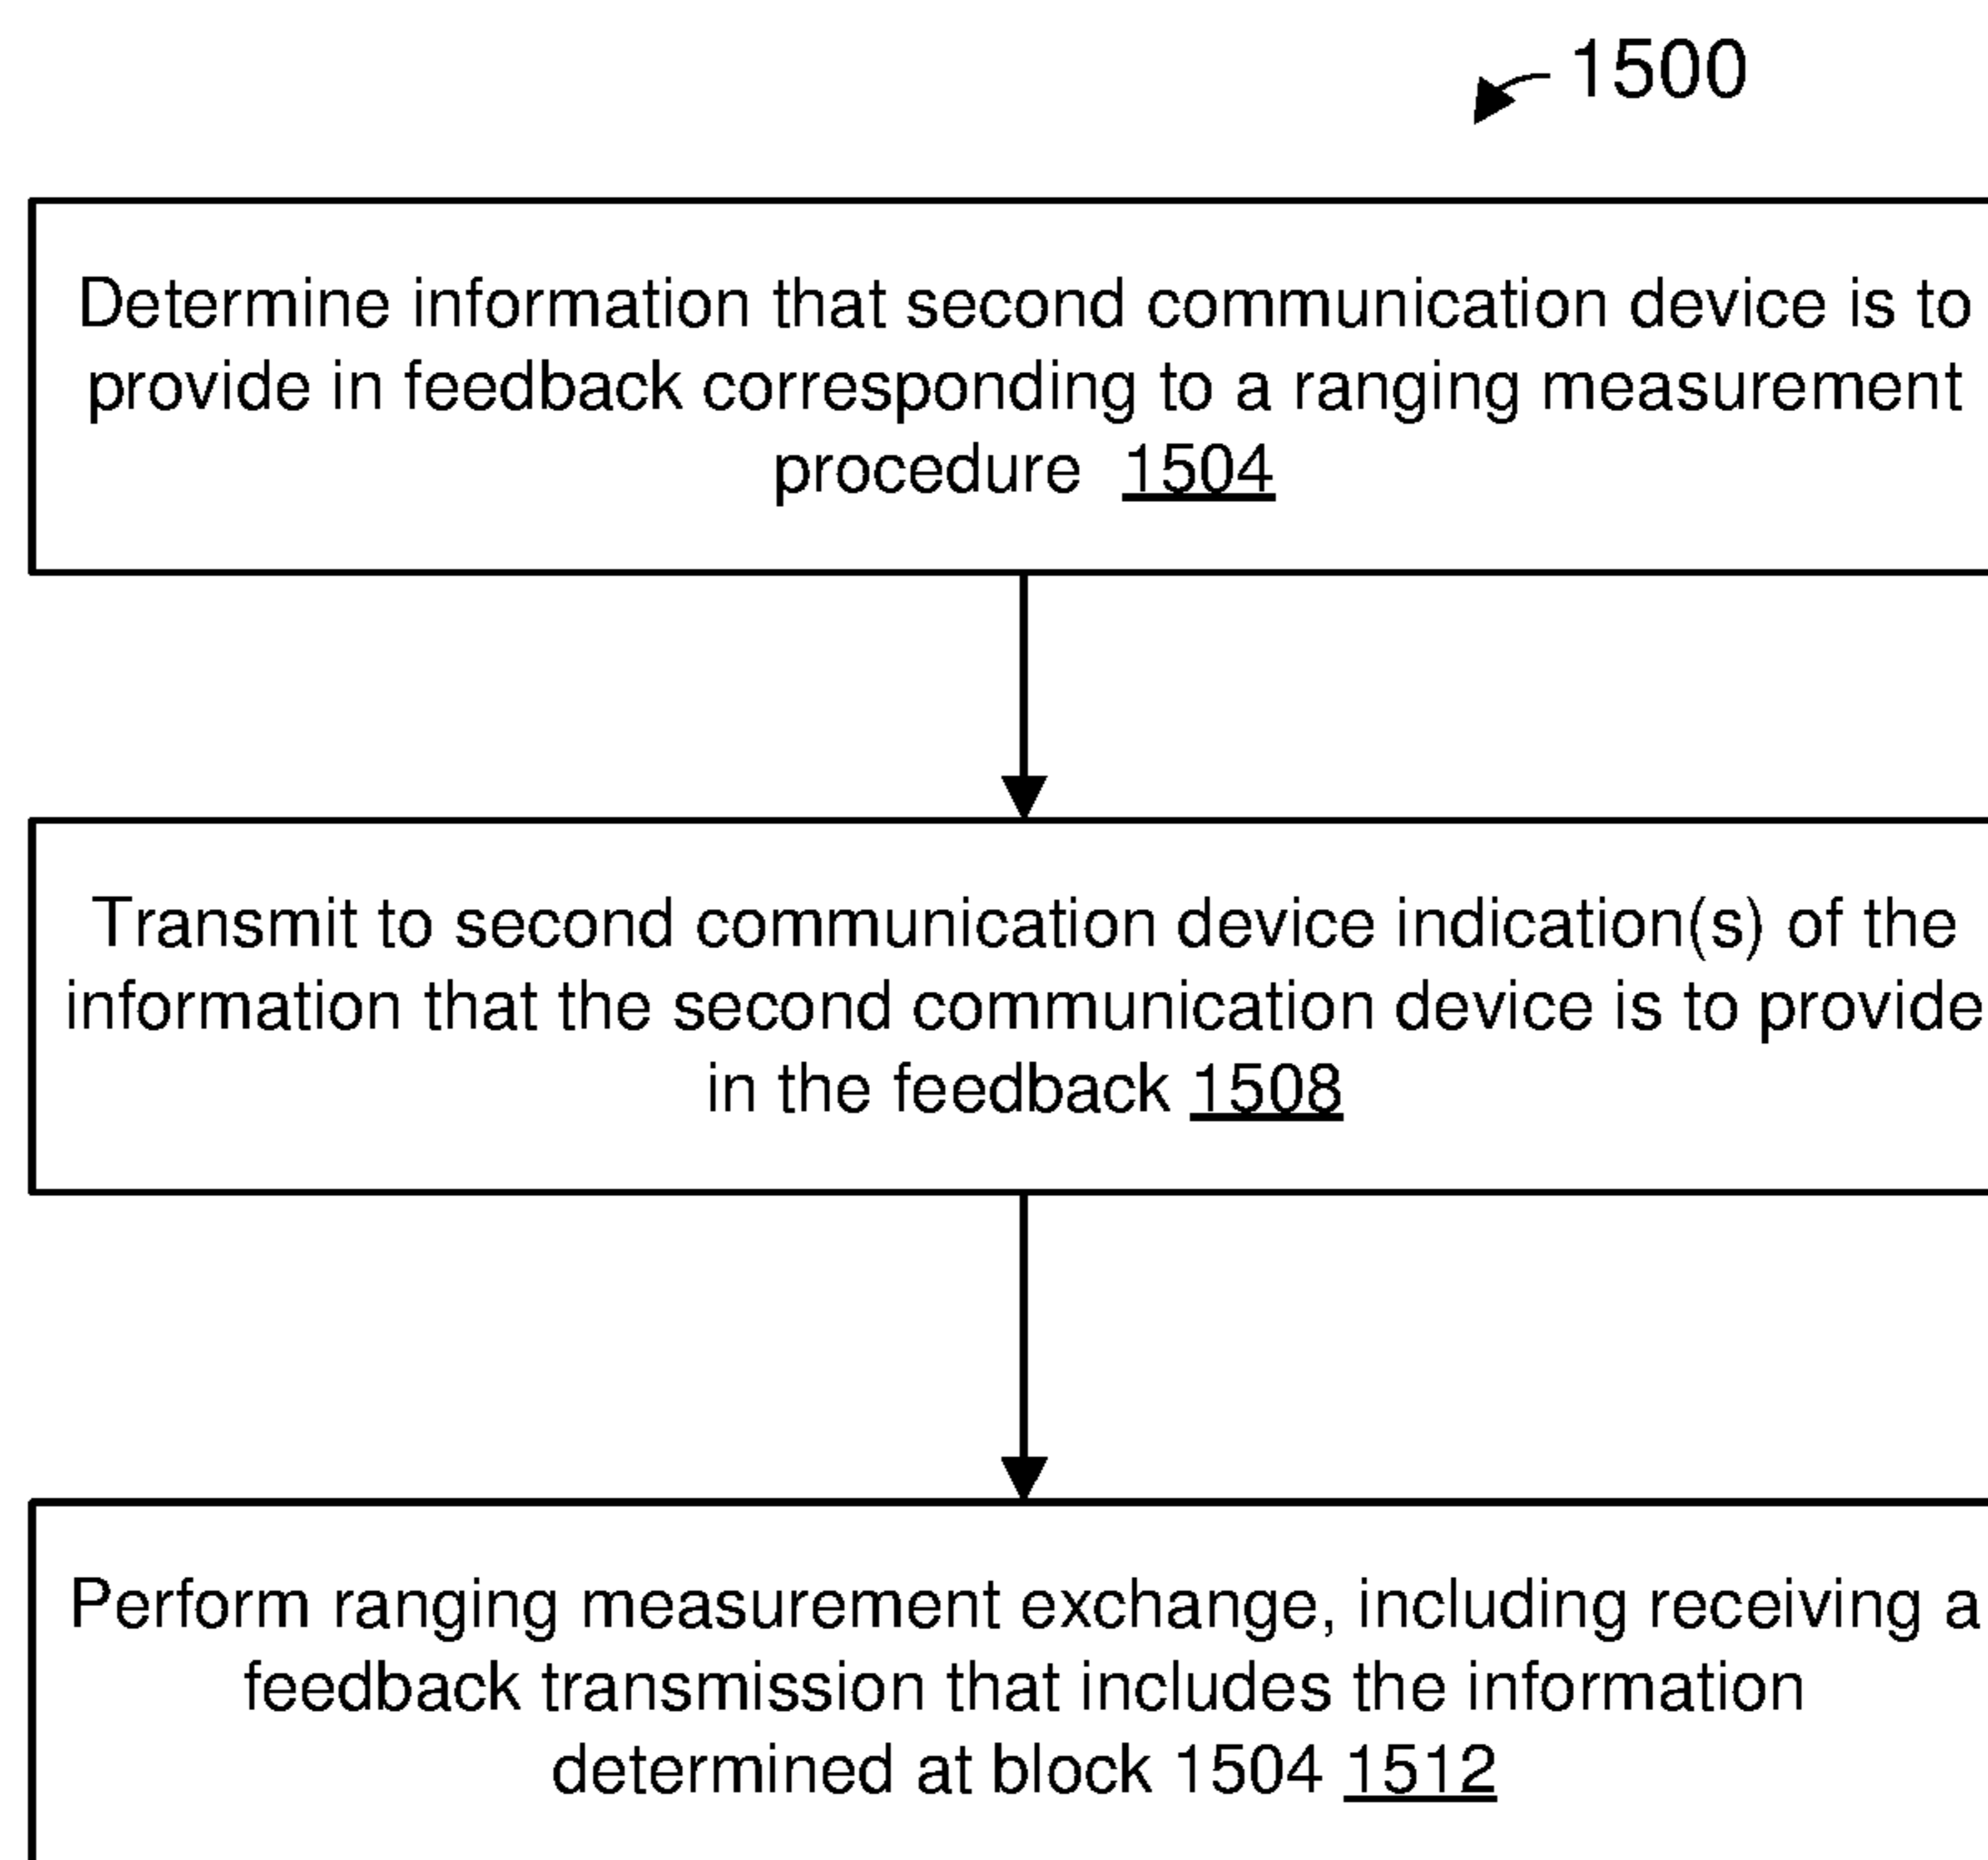 1500
Determine information that second communication device is to
provide in feedback corresponding to a ranging measurement
procedure 1504
Transmit to second communication device indication(s) of the
information that the second communication device is to provide
in the feedback 1508
Perform ranging measurement exchange, including receiving a
feedback transmission that includes the information
determined at block 1504 1512